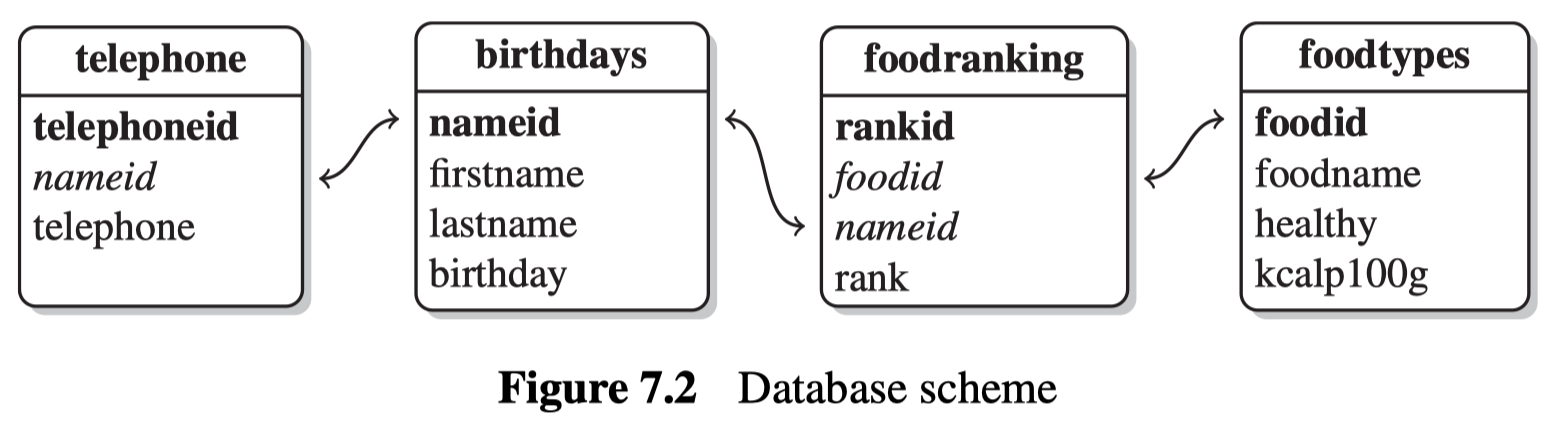 telephone
telephoneid
nameid
telephone
birthdays
nameid
firstname
lastname
birthday
foodranking
rankid
foodid
nameid
rank
foodtypes
foodid
foodname
healthy
kcalp100g
Figure 7.2 Database scheme